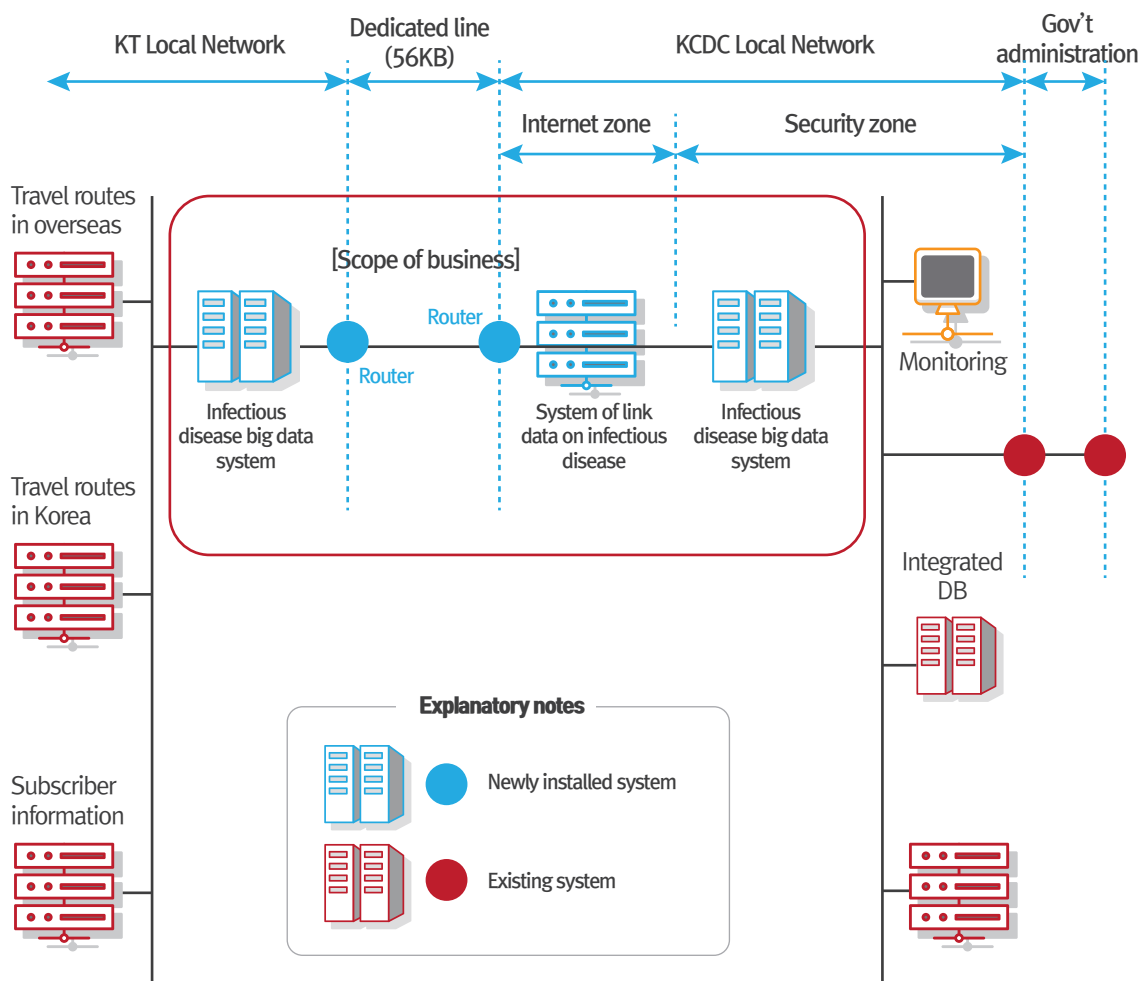 KT Local Network
Dedicated line
(56KB)
KCDC Local Network
Gov't
administration
Internet zone
Security zone
Travel routes
in overseas
[Scope of business]
Router
Router
Monitoring
Infectious
disease big data
system
System of link
data on infectious
disease
Infectious
disease big data
system
Travel routes
in Korea
Integrated
DB
Explanatory notes
Newly installed system
Existing system
Subscriber
information